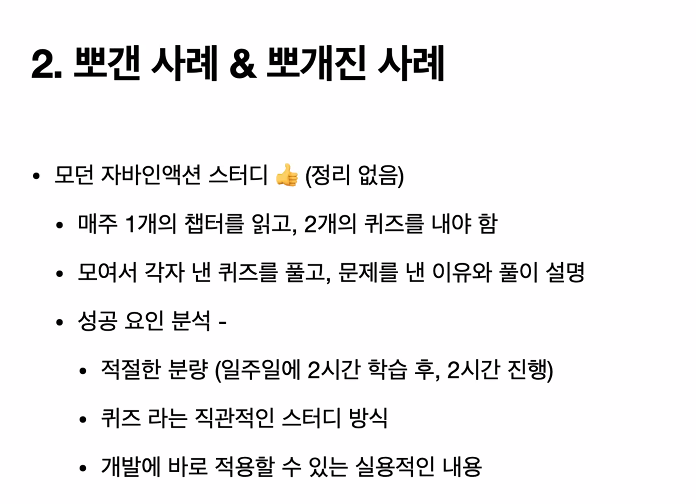 2. 뽀갠 사례 & 뽀개진 사례
• 모던 자바인액션 스터디 👍 (정리 없음)
• 매주 1개의 챕터를 읽고, 2개의 퀴즈를 내야 함
• 모여서 각자 낸 퀴즈를 풀고, 문제를 낸 이유와 풀이 설명
• 성공 요인 분석 -
• 적절한 분량 (일주일에 2시간 학습 후, 2시간 진행)
• 퀴즈 라는 직관적인 스터디 방식
• 개발에 바로 적용할 수 있는 실용적인 내용